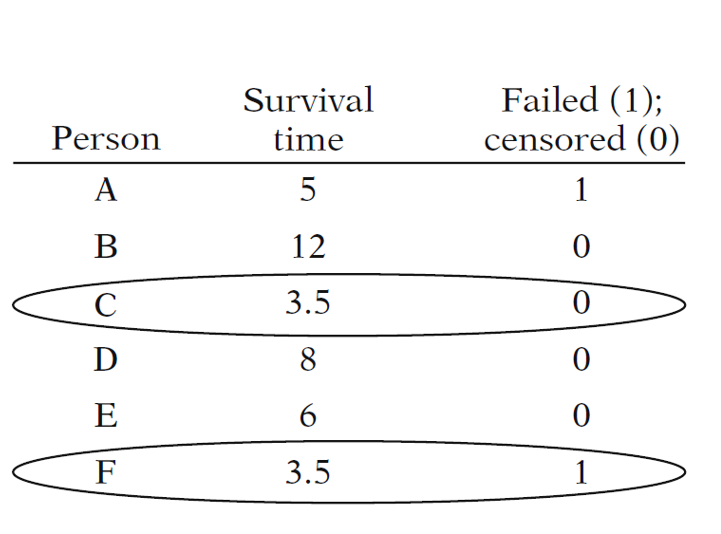 Survival Failed (1);
Person time censored (0)
A 5 1
B 12 0
C 3.5 0
D 8 0
E 6 0
F 3.5 1